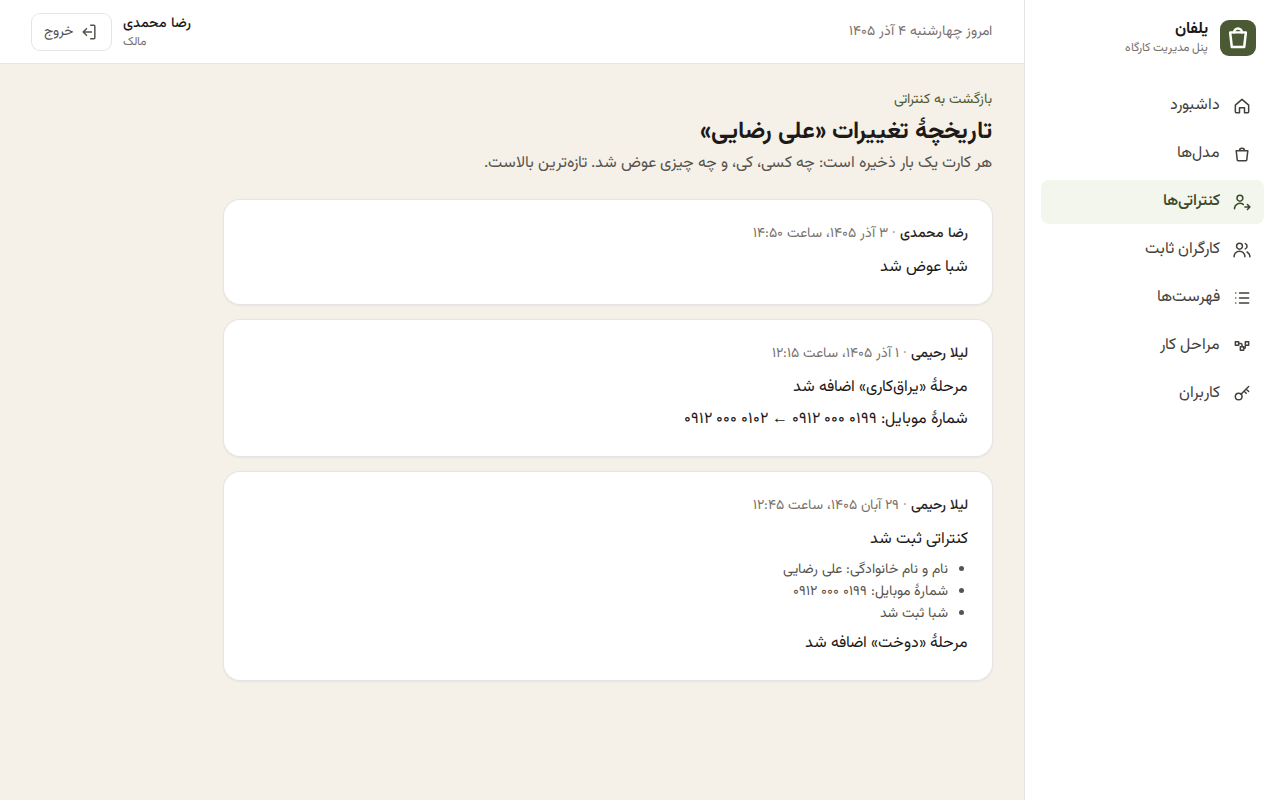 یلفان
پنل مدیریت کارگاه
داشبورد
مدل‌ها
کنتراتی‌ها
کارگران ثابت
فهرست‌ها
مراحل کار
کاربران
امروز چهارشنبه ۴ آذر ۱۴۰۵
رضا محمدی
مالک
خروج
بازگشت به کنتراتی
تاریخچهٔ تغییرات «علی رضایی»
هر کارت یک بار ذخیره است: چه کسی، کی، و چه چیزی عوض شد. تازه‌ترین بالاست.
رضا محمدی · ۳ آذر ۱۴۰۵، ساعت ۱۴:۵۰
شبا عوض شد
لیلا رحیمی · ۱ آذر ۱۴۰۵، ساعت ۱۲:۱۵
مرحلهٔ «یراق‌کاری» اضافه شد
شمارهٔ موبایل: ۰۹۱۲ ۰۰۰ ۰۱۹۹ ← ۰۹۱۲ ۰۰۰ ۰۱۰۲
لیلا رحیمی · ۲۹ آبان ۱۴۰۵، ساعت ۱۲:۴۵
کنتراتی ثبت شد
• نام و نام خانوادگی: علی رضایی
• شمارهٔ موبایل: ۰۹۱۲ ۰۰۰ ۰۱۹۹
• شبا ثبت شد
مرحلهٔ «دوخت» اضافه شد